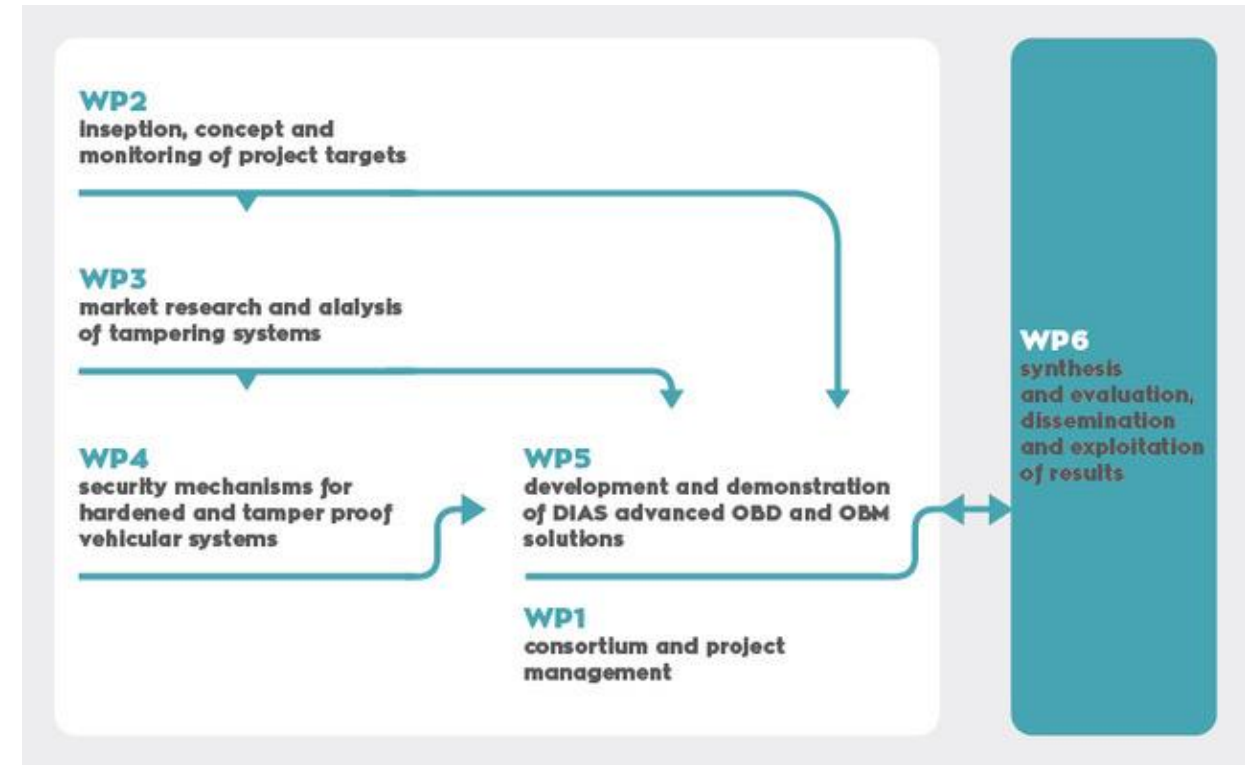 WP2
inseption, concept and
monitoring of project targets
WP3
market research and alalysis
of tampering systems
WP4
security mechanisms for
hardened and tamper proof
vehicular systems
WP5
development and demonstration
of DIAS advanced OBD and OBM
solutions
WP1
consortium and project
management
WP6
synthesis
and evaluation,
dissemination
and exploitation
of results